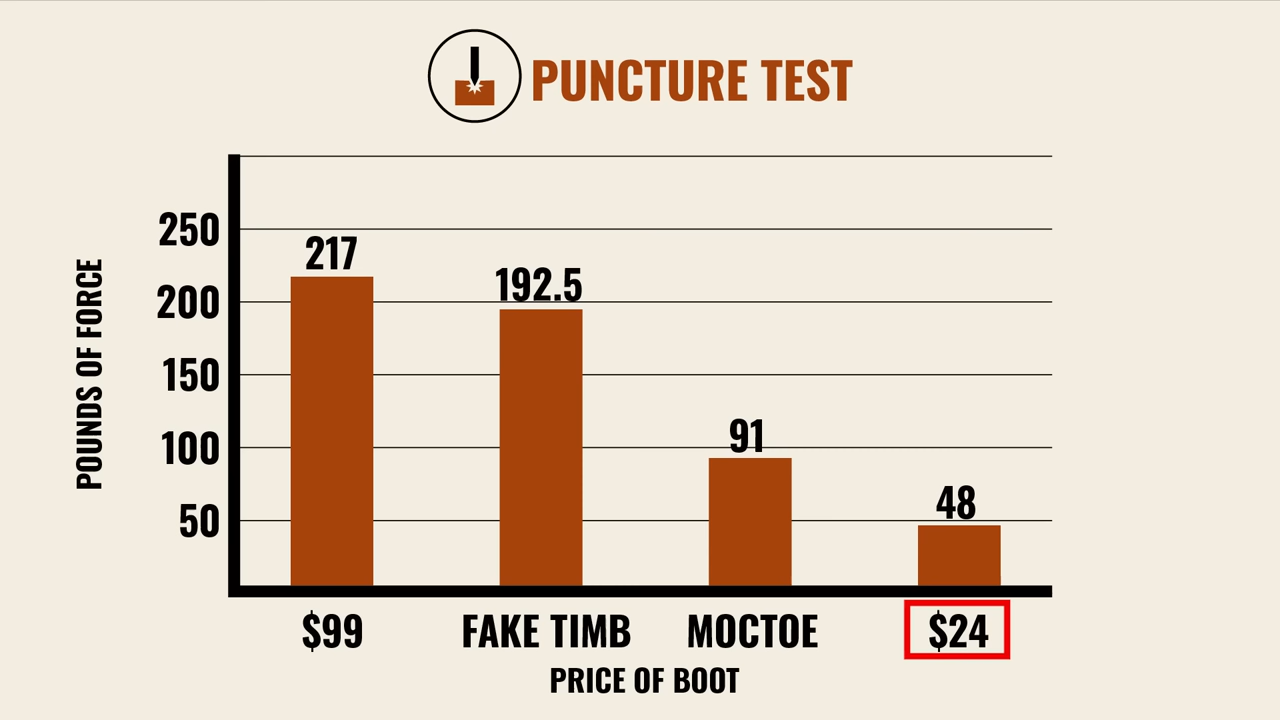 PUNCTURE TEST
250
200
150
100
50
POUNDS OF FORCE
217
192.5
91
48
$99
FAKE TIMB
MOCTOE
$24
PRICE OF BOOT